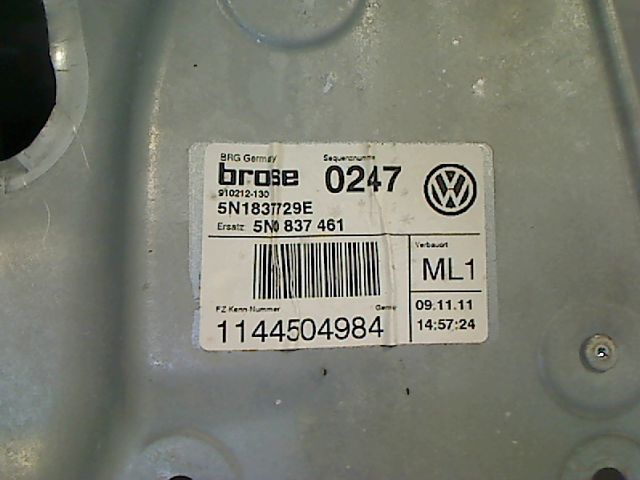 BRG Germany Sequenznummer
brose 0247
910212-130
5N1837729E
Ersatz: 5N0 837 461
Verbauort
ML1
FZ Kenn Nummer
09.11.11
1144504984 14:57:24